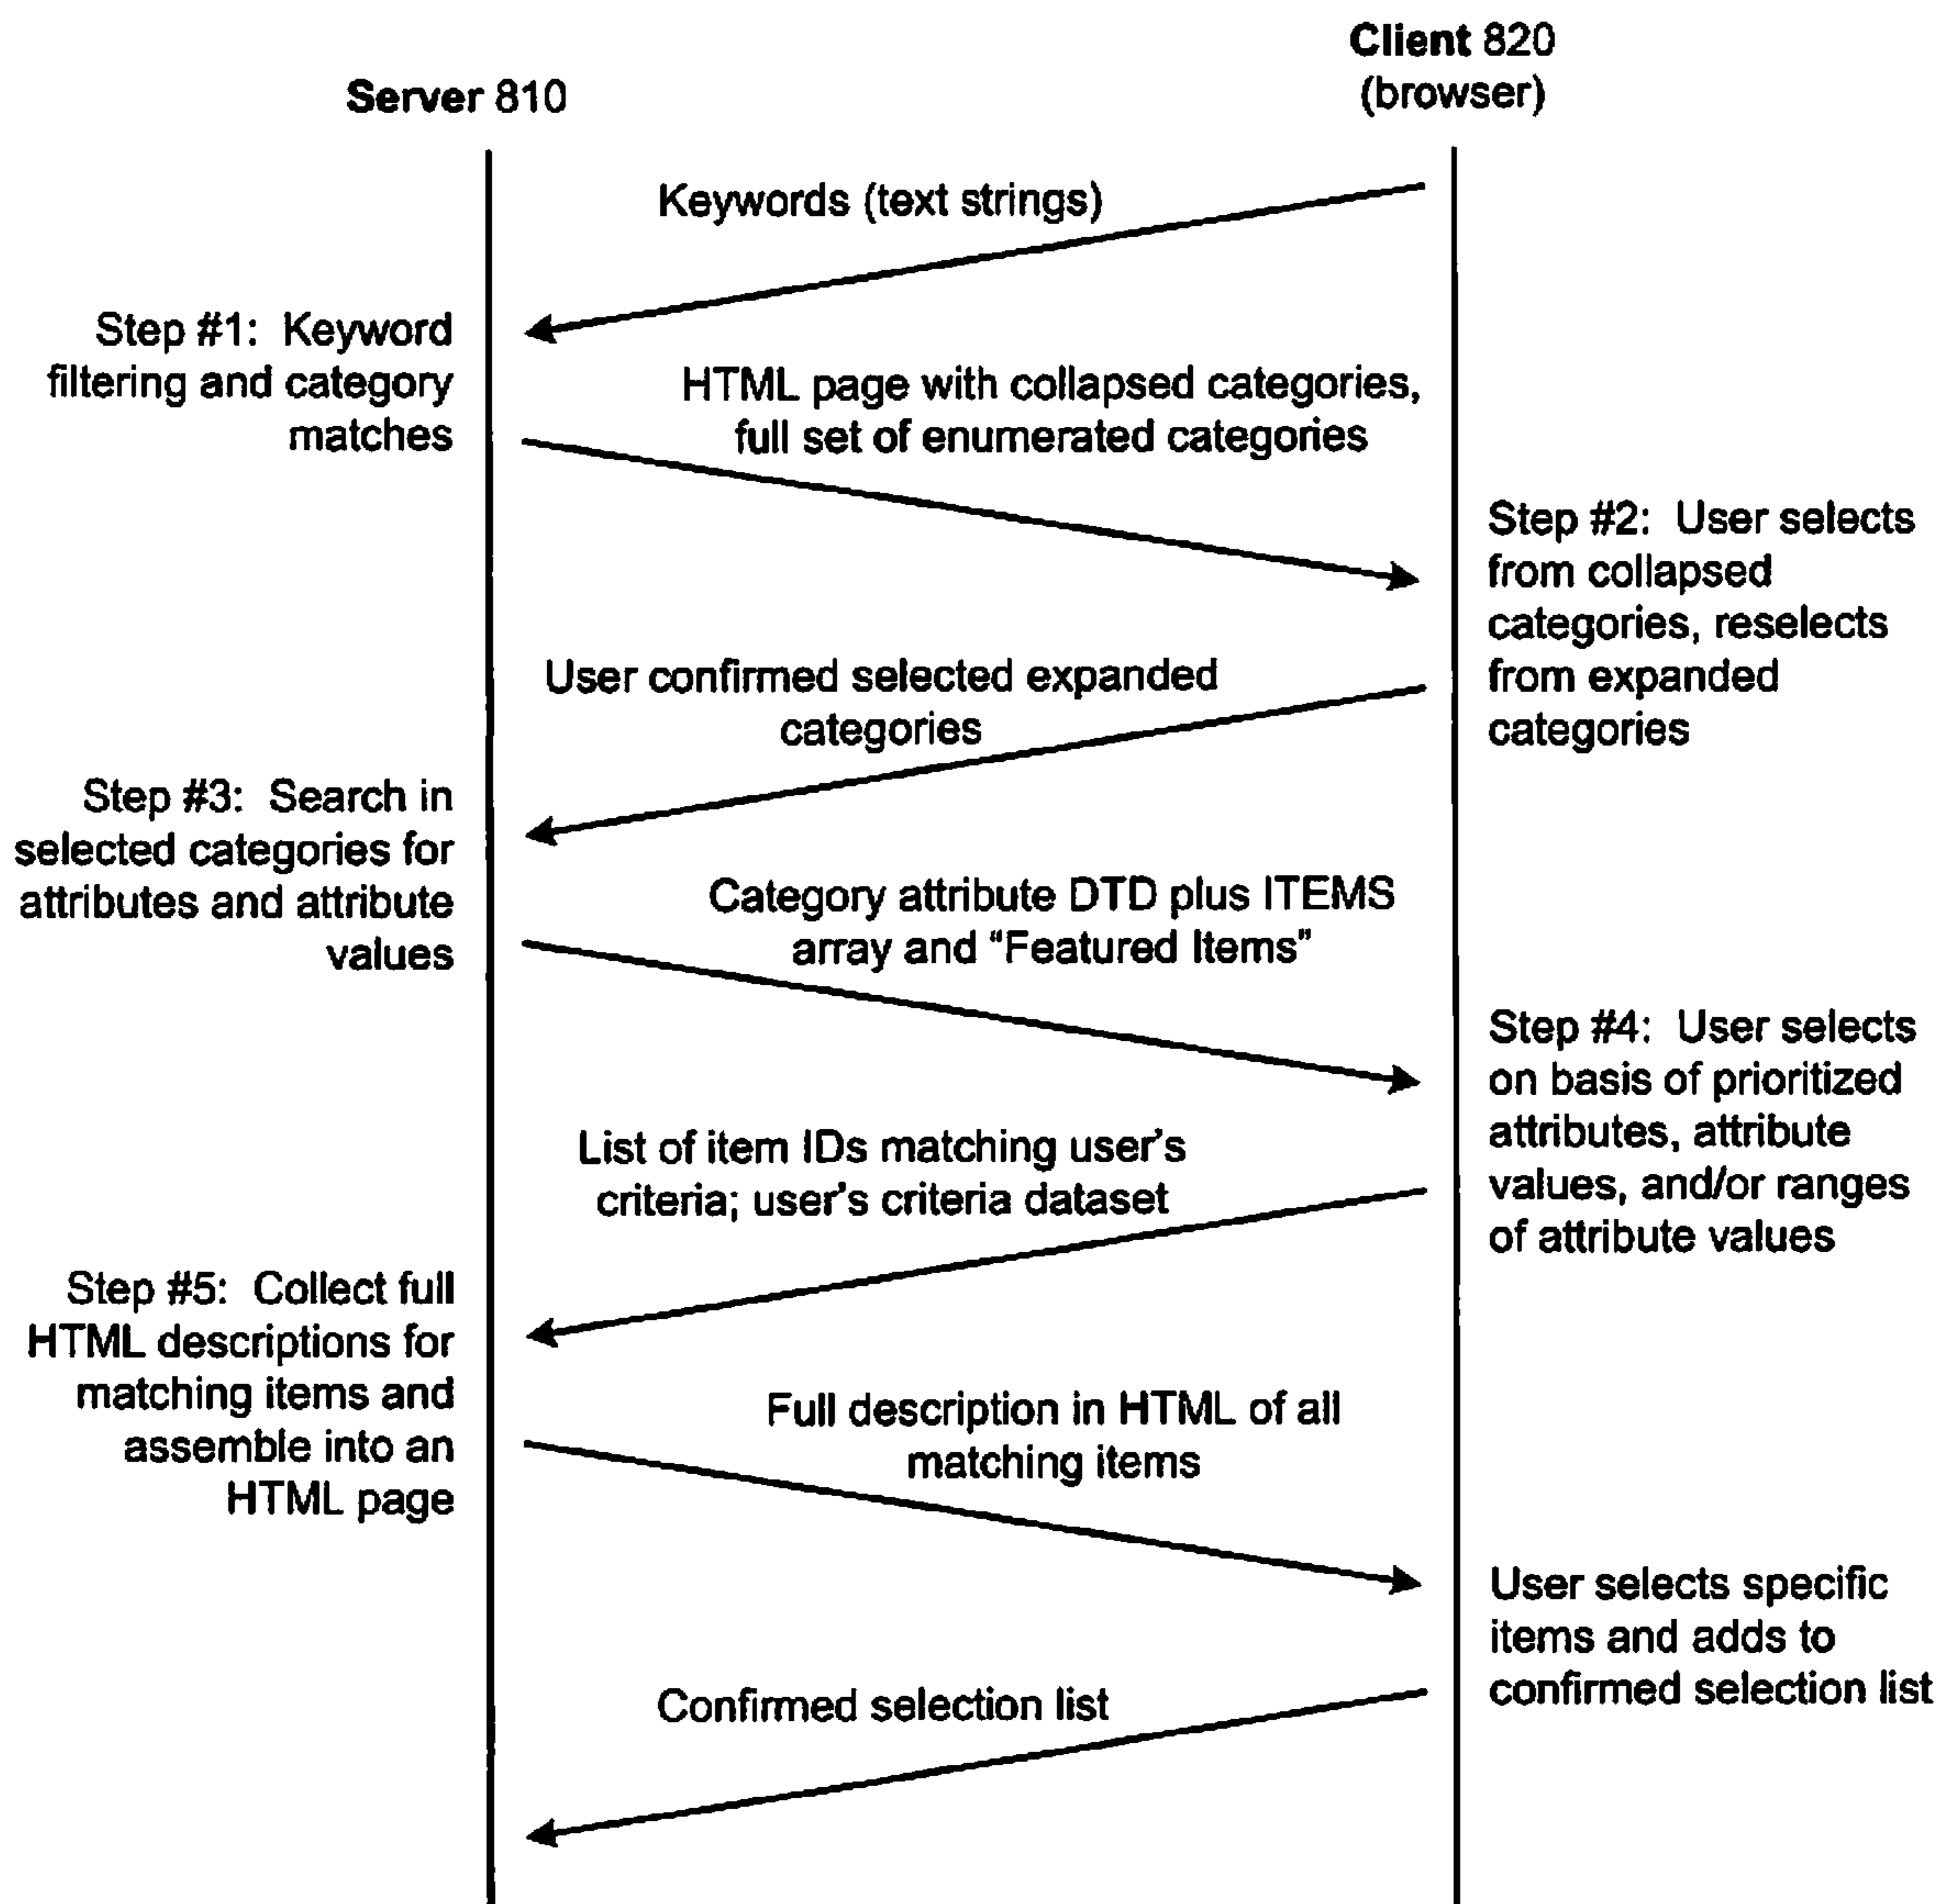 Client 820
(browser)
Server 810
Keywords (text strings)
Step #1: Keyword
filtering and category
matches
HTML page with collapsed categories,
full set of enumerated categories
Step #2: User selects
from collapsed
categories, reselects
from expanded
categories
User confirmed selected expanded
categories
Step #3: Search in
selected categories for
attributes and attribute
values
Category attribute DTD plus ITEMS
array and “Featured Items”
Step #4: User selects
on basis of prioritized
attributes, attribute
values, and/or ranges
of attribute values
List of item IDs matching user's
criteria; user's criteria dataset
Step #5: Collect full
HTML descriptions for
matching items and
assemble into an
HTML page
Full description in HTML of all
matching items
User selects specific
items and adds to
confirmed selection list
Confirmed selection list